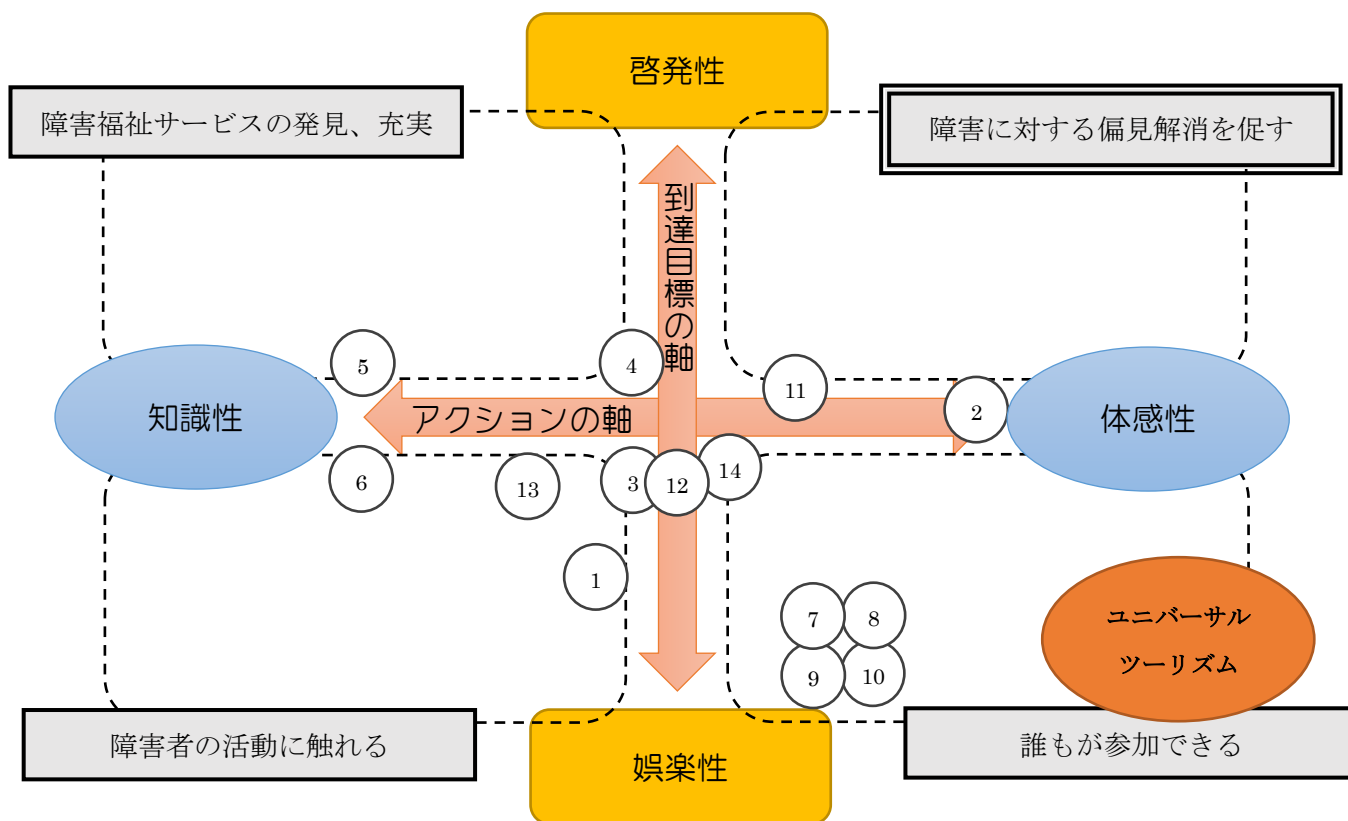 啓発性
障害福祉サービスの発見、充実
障害に対する偏見解消を促す
到達目標の軸
5
4
11
2
知識性
アクションの軸
体感性
6
13
3
12
14
1
7
8
9
10
ユニバーサル
ツーリズム
障害者の活動に触れる
娯楽性
誰もが参加できる